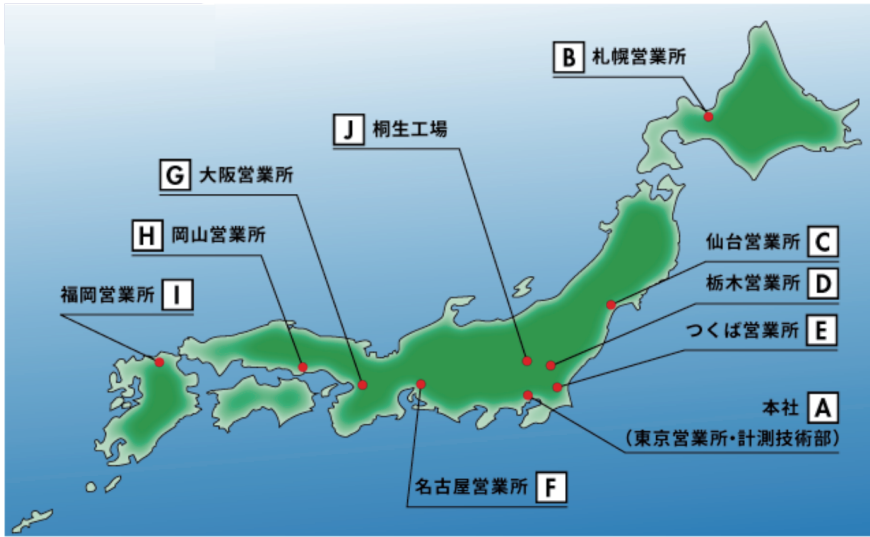 B 札幌営業所
J 桐生工場
G 大阪営業所
H 岡山営業所
仙台営業所 C
栃木営業所 D
福岡営業所 I
つくば営業所 E
本社 A
（東京営業所・計測技術部）
名古屋営業所 F